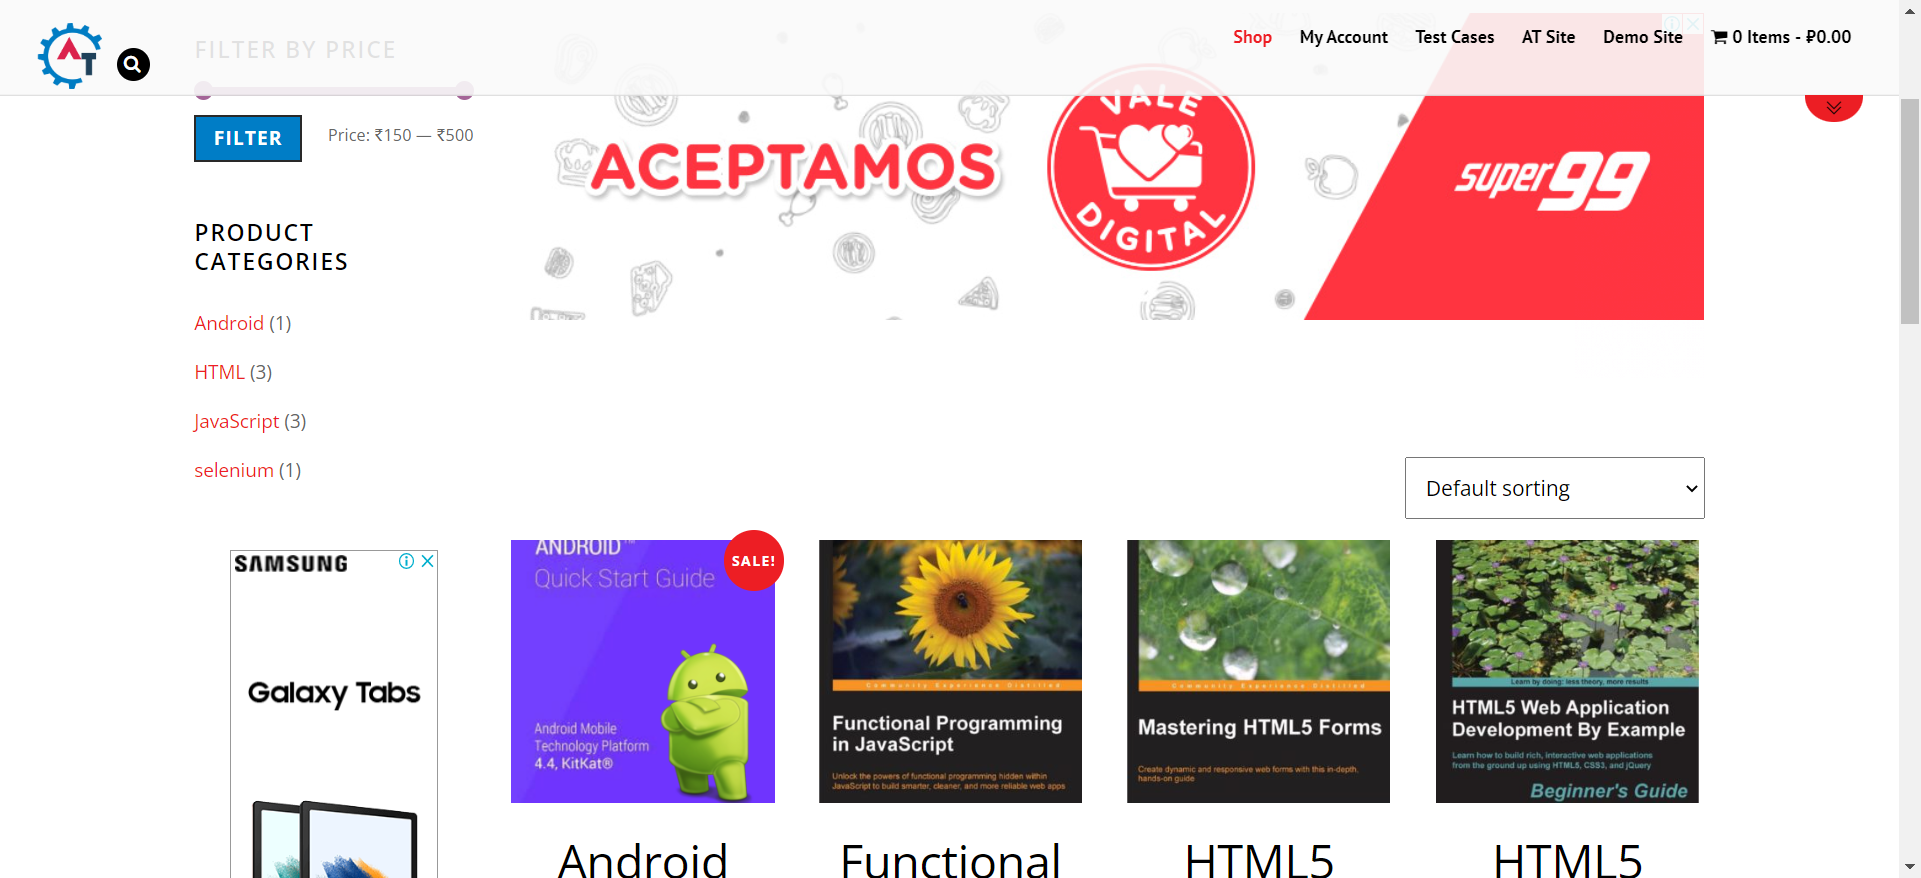 AT
Shop
My Account
Test Cases
AT Site
Demo Site
0 Items - ₽0.00
FILTER BY PRICE
FILTER
Price: ₹150 — ₹500
PRODUCT
CATEGORIES
Android (1)
HTML (3)
JavaScript (3)
selenium (1)
ACEPTAMOS
VALE
DIGITAL
super99
Default sorting
SAMSUNG
Galaxy Tabs
ANDROID™
Quick Start Guide
SALE!
Android Mobile
Technology Platform
4.4, KitKat®
Android
Community Experience Distilled
Functional Programming
in JavaScript
Unlock the powers of functional programming hidden within
JavaScript to build smarter, cleaner, and more reliable web apps
Functional
Community Experience Distilled
Mastering HTML5 Forms
Create dynamic and responsive web forms with this in-depth,
hands-on guide
HTML5
Learn by doing: less theory, more results
HTML5 Web Application
Development By Example
Learn how to build rich, interactive web applications
from the ground up using HTML5, CSS3, and jQuery
Beginner's Guide
HTML5